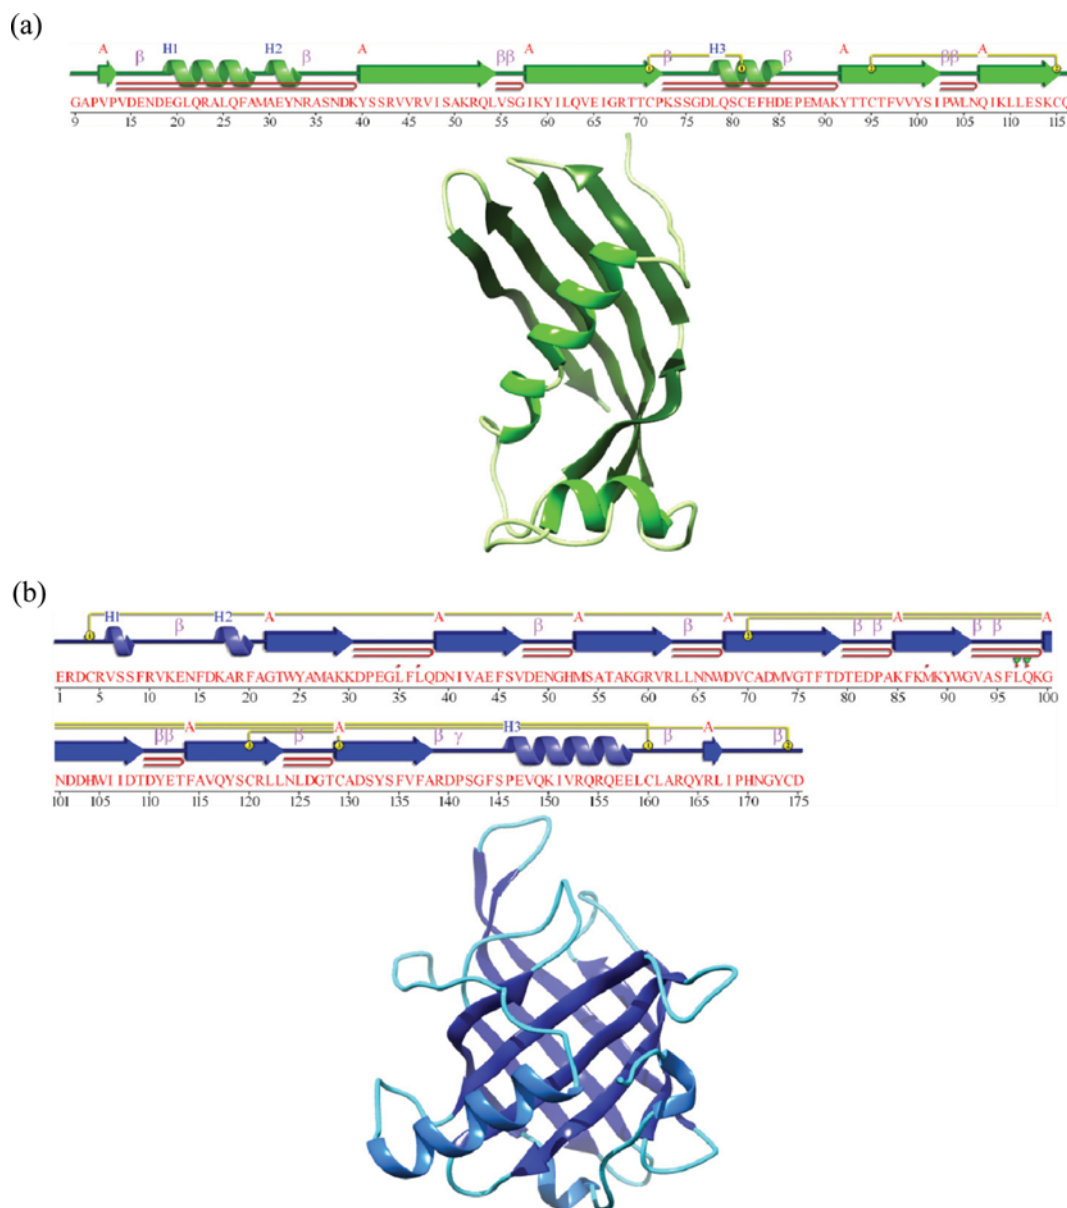 (a)
A β H1 H2 β A ββ A β H3 β A ββ A
GAPVPVDENDEGLQRALQFAMAEYNRASNDKYSSRVVRVISAKRQLVSGIKYILQVEIGRTTCPKSSGDLQSCEFHDEPEMAKYTTCTFVVYSIPWLNQIKLLESKCQ
9 15 20 25 30 35 40 45 50 55 60 65 70 75 80 85 90 95 100 105 110 115
(b)
H1 β H2 A A β A β A β β A β β A
ERDCRVSSFRVKENFDKARFAGTWYAMAKKDPEGLFLQDNIVAEFSVDENGHMSATAKGRVRLLNNWDVCADMVGTFTDTEDPAKFKMKYWGVASFLQKG
1 5 10 15 20 25 30 35 40 45 50 55 60 65 70 75 80 85 90 95 100
ββ A β A β γ H3 β A β
NDDHWIIDTDYETFAVQYSCRLLNLDGTCADSYSFVFARDPSGFSPEVQKIVRQRQEELCLARQYRLIPHNGYCD
101 105 110 115 120 125 130 135 140 145 150 155 160 165 170 175